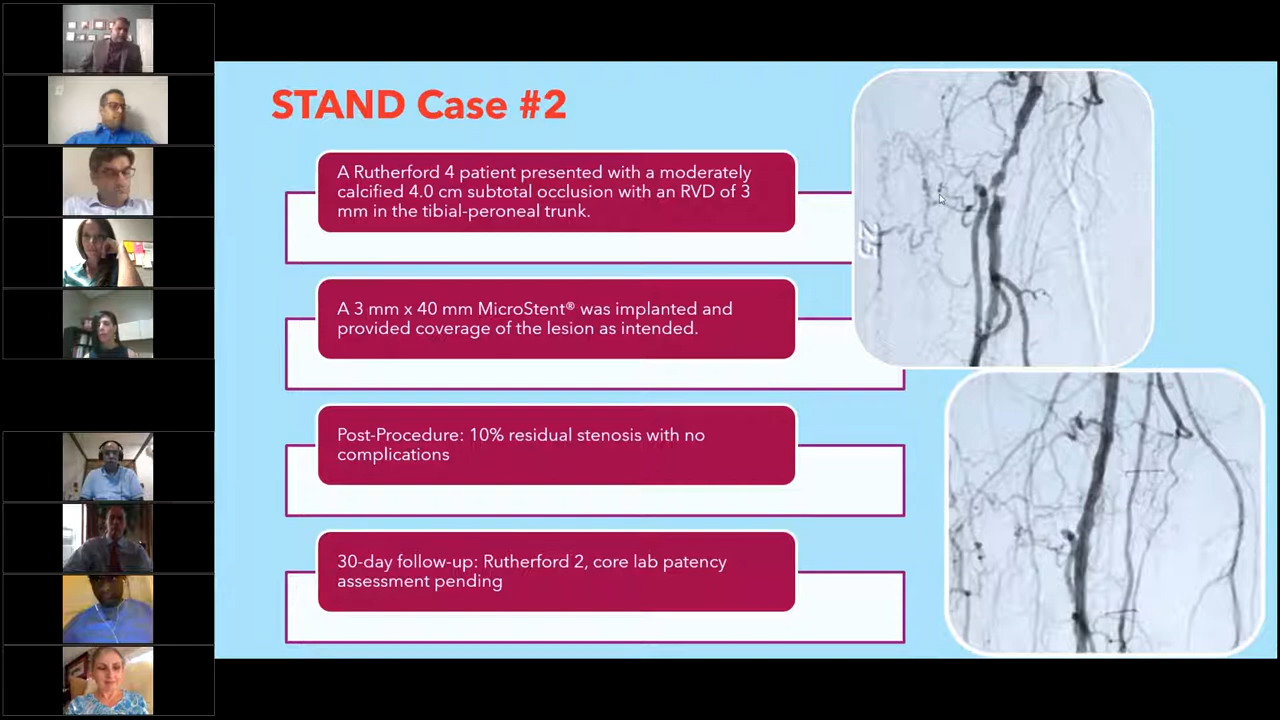 STAND Case #2
A Rutherford 4 patient presented with a moderately
calcified 4.0 cm subtotal occlusion with an RVD of 3
mm in the tibial-peroneal trunk.
A 3 mm x 40 mm MicroStent® was implanted and
provided coverage of the lesion as intended.
Post-Procedure: 10% residual stenosis with no
complications
30-day follow-up: Rutherford 2, core lab patency
assessment pending